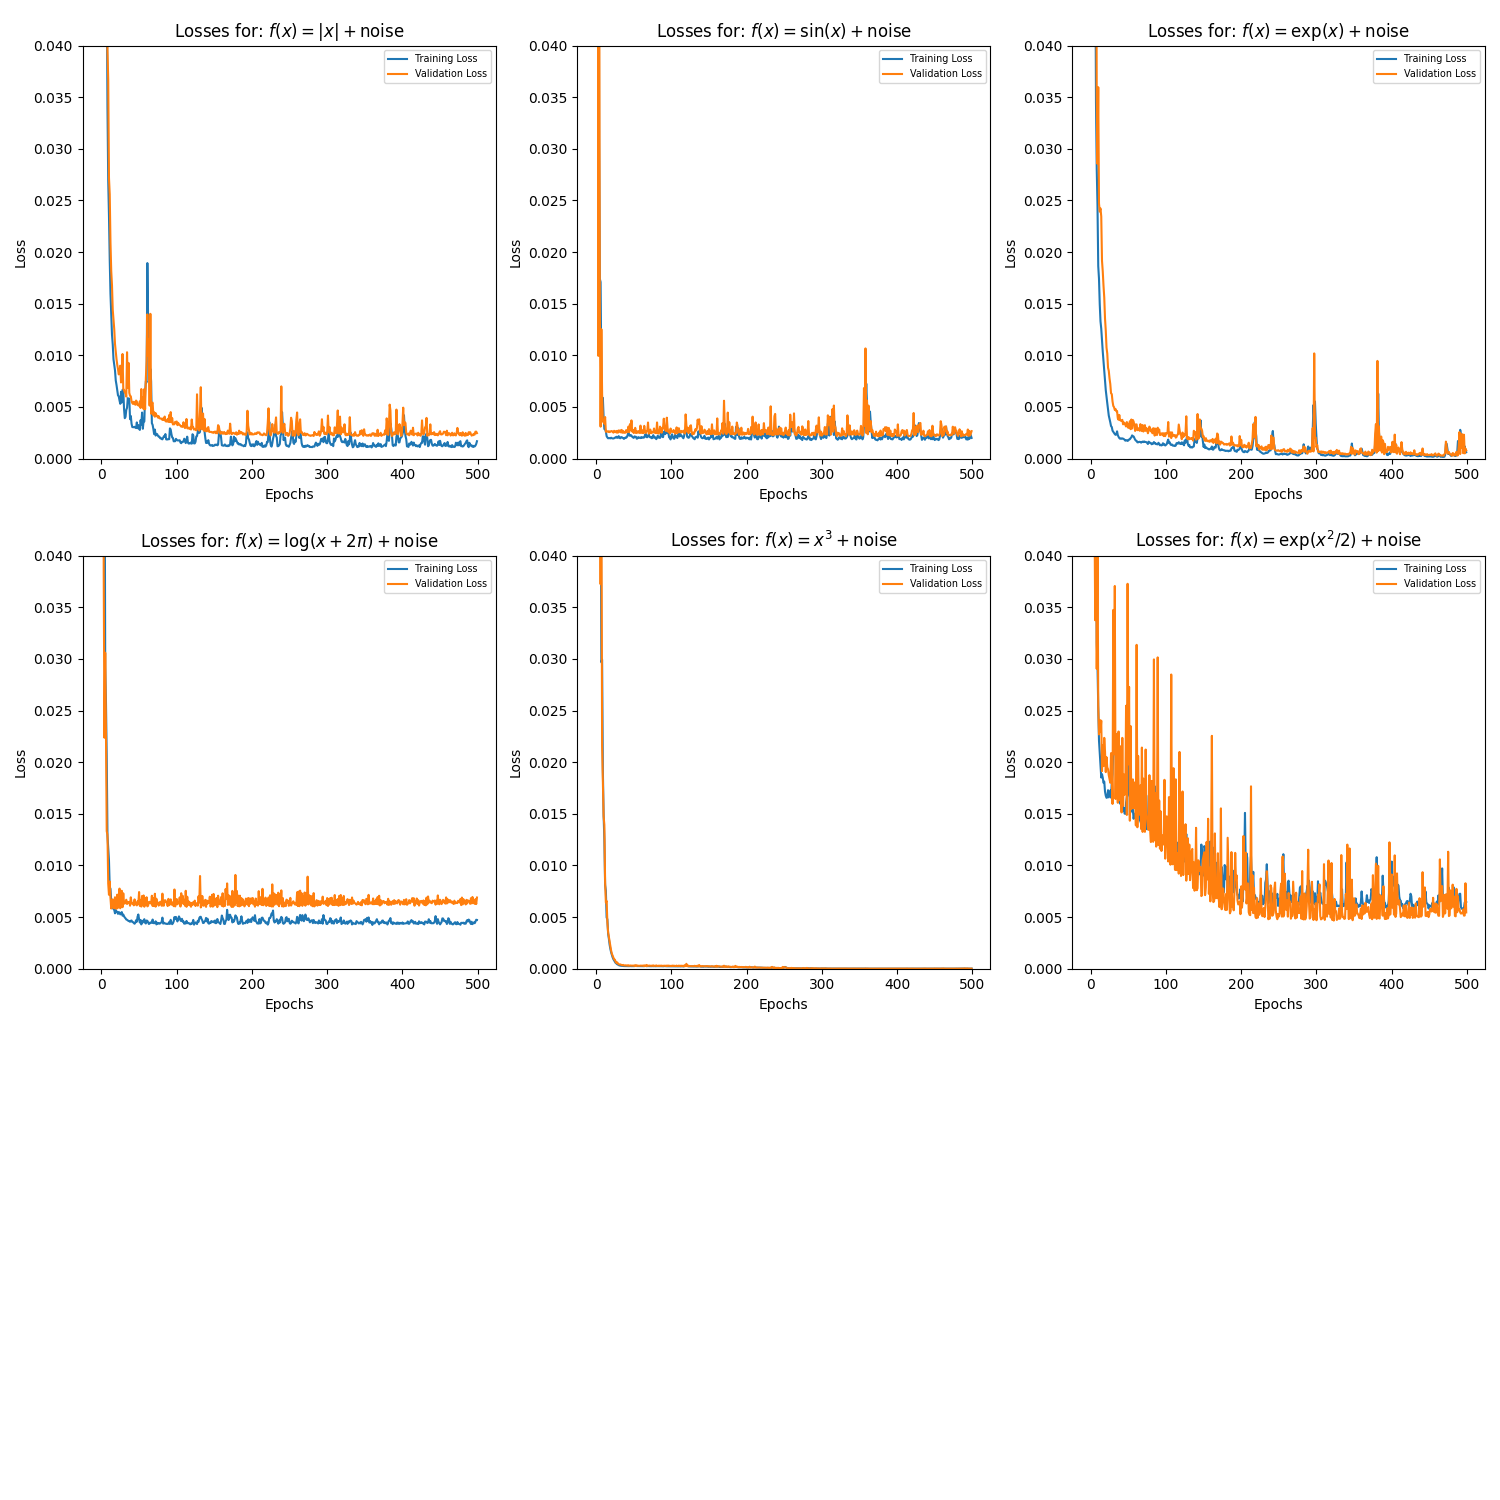 Losses for: f(x) = |x| + noise
0.040
0.035
0.030
0.025
0.020
0.015
0.010
0.005
0.000
Loss
0 100 200 300 400 500
Epochs
Training Loss
Validation Loss
Losses for: f(x) = sin(x) + noise
0.040
0.035
0.030
0.025
0.020
0.015
0.010
0.005
0.000
Loss
0 100 200 300 400 500
Epochs
Training Loss
Validation Loss
Losses for: f(x) = exp(x) + noise
0.040
0.035
0.030
0.025
0.020
0.015
0.010
0.005
0.000
Loss
0 100 200 300 400 500
Epochs
Training Loss
Validation Loss
Losses for: f(x) = log(x + 2π) + noise
0.040
0.035
0.030
0.025
0.020
0.015
0.010
0.005
0.000
Loss
0 100 200 300 400 500
Epochs
Training Loss
Validation Loss
Losses for: f(x) = x³ + noise
0.040
0.035
0.030
0.025
0.020
0.015
0.010
0.005
0.000
Loss
0 100 200 300 400 500
Epochs
Training Loss
Validation Loss
Losses for: f(x) = exp(x²/2) + noise
0.040
0.035
0.030
0.025
0.020
0.015
0.010
0.005
0.000
Loss
0 100 200 300 400 500
Epochs
Training Loss
Validation Loss